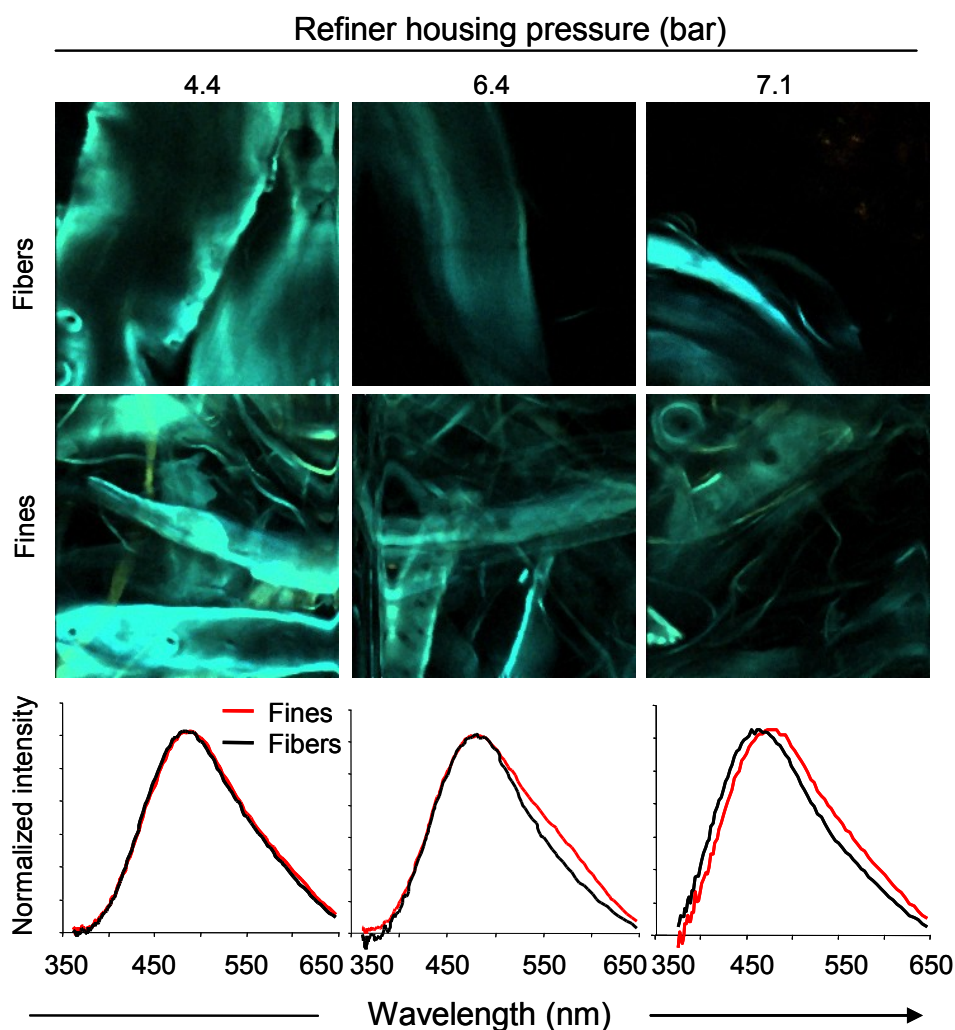 Refiner housing pressure (bar)
4.4 6.4 7.1
Fibers
Fines
Normalized intensity
Fines
Fibers
350 450 550 650 350 450 550 650 350 450 550 650
Wavelength (nm)